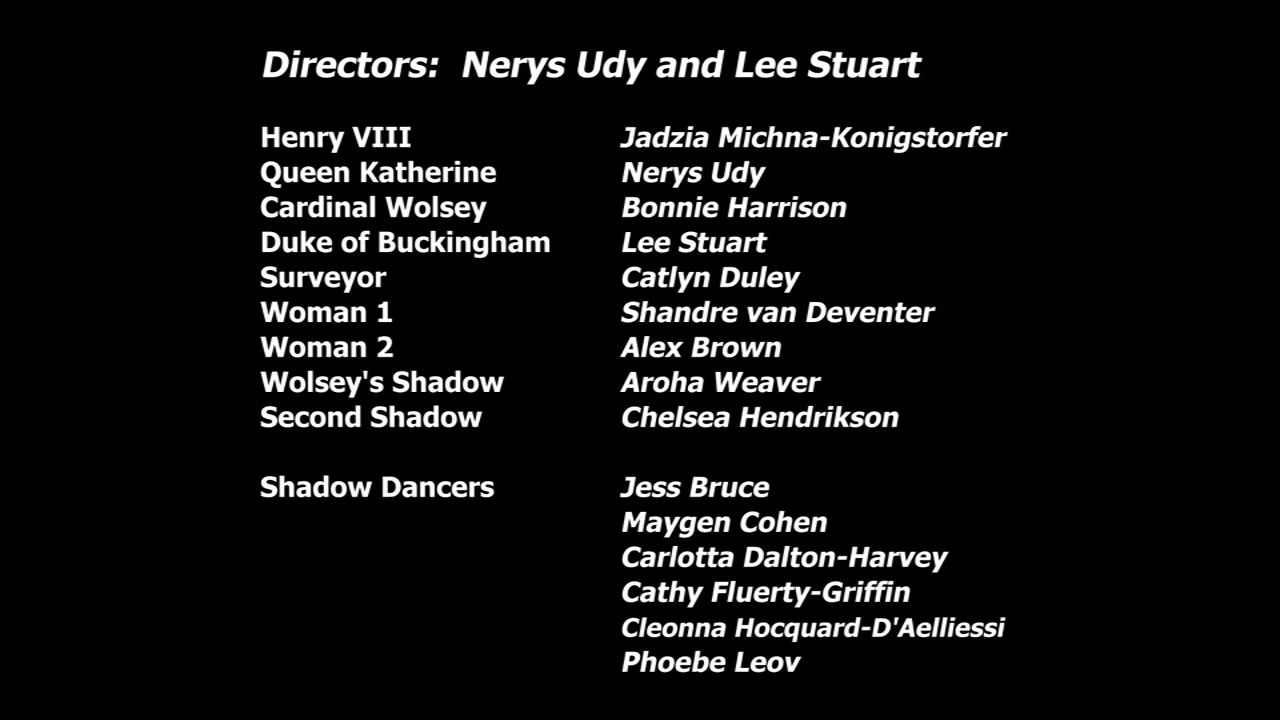 Directors: Nerys Udy and Lee Stuart
Henry VIII Jadzia Michna-Konigstorfer
Queen Katherine Nerys Udy
Cardinal Wolsey Bonnie Harrison
Duke of Buckingham Lee Stuart
Surveyor Catlyn Duley
Woman 1 Shandre van Deventer
Woman 2 Alex Brown
Wolsey's Shadow Aroha Weaver
Second Shadow Chelsea Hendrikson
Shadow Dancers Jess Bruce
Maygen Cohen
Carlotta Dalton-Harvey
Cathy Fluerty-Griffin
Cleonna Hocquard-D'Aelliessi
Phoebe Leov